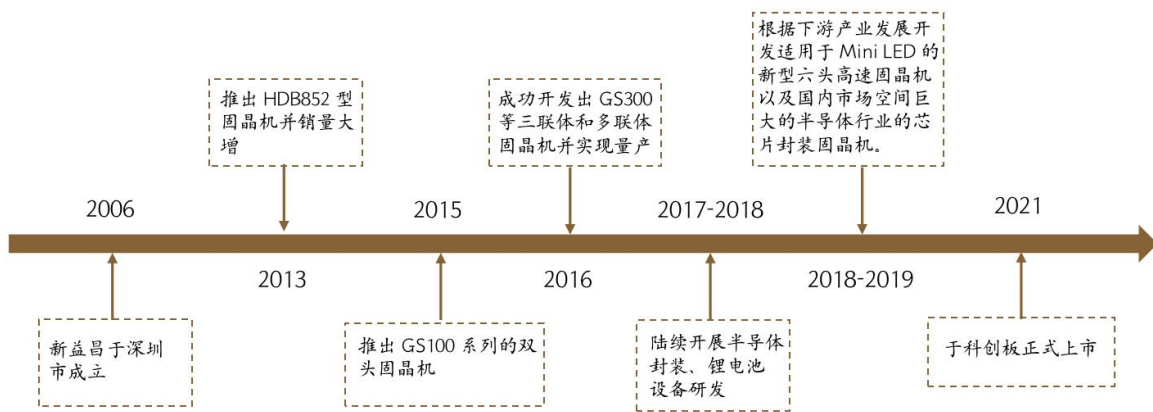 推出 HDB852 型
固晶机并销量大
增
成功开发出 GS300
等三联体和多联体
固晶机并实现量产
根据下游产业发展开
发适用于 Mini LED 的
新型六头高速固晶机
以及国内市场空间巨
大的半导体行业的芯
片封装固晶机。
2006
2015
2017-2018
2021
2013
2016
2018-2019
新益昌于深圳
市成立
推出 GS100 系列的双
头固晶机
陆续开展半导体
封装、锂电池
设备研发
于科创板正式上市